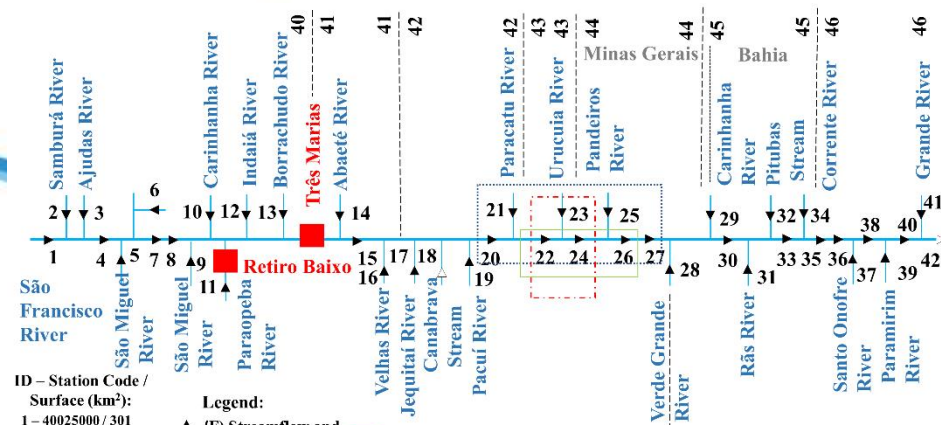 40
41
41
42
42
43
43
44
44
45
45
46
46
Minas Gerais
Bahia
Samburá River
Ajudas River
6
Carinhanha River
Indaiá River
Borrachudo River
Três Marias
Abaeté River
Paracatu River
Urucuia River
Pandeiros
River
Carinhanha
River
Pitubas
Stream
Corrente River
Grande River
2
3
10
12
13
14
21
23
25
29
32
34
38
40
41
1
4
5
7
8
9
11
Retiro Baixo
15
16
17
18
19
20
22
24
26
27
28
30
31
33
35
36
37
39
42
São
Francisco
River
São Miguel
River
São Miguel
River
Paraopeba
River
Velhas River
Jequitaí River
Canabrava
Stream
Pacuí River
Verde Grande
River
Rãs River
Santo Onofre
River
Paramirim
River
ID – Station Code /
Surface (km²):
1 – 40025000 / 301
Legend:
(F) Streamflow and